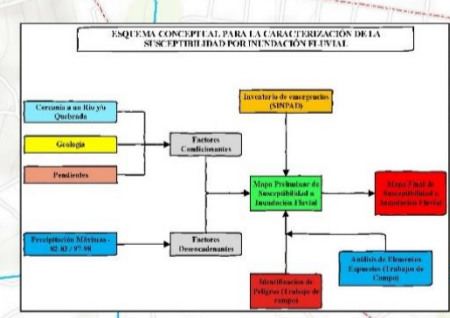 ESQUEMA CONCEPTUAL PARA LA CARACTERIZACIÓN DE LA
SUSCEPTIBILIDAD POR INUNDACIÓN FLUVIAL
Cercanía a un Río y/o
Quebrada
Geología
Pendientes
Precipitación Máximas -
82-83 / 97-98
Factores
Condicionantes
Factores
Desencadenantes
Inventario de emergencias
(SINPAD)
Mapa Preliminar de
Susceptibilidad a
Inundación Fluvial
Mapa Final de
Susceptibilidad a
Inundación Fluvial
Identificación de
Peligros (Trabajo de
campo)
Análisis de Elementos
Expuestos (Trabajo de
Campo)